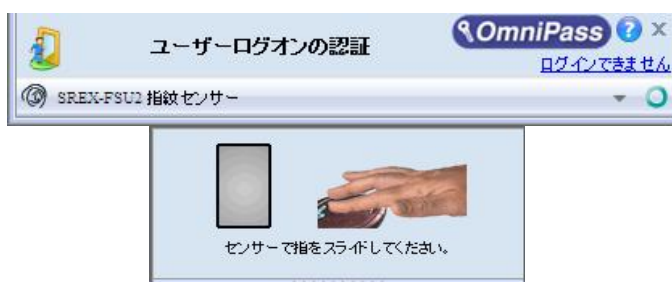 ユーザーログオンの認証
OmniPass
ログインできません
SREX-FSU2 指紋センサー
センサーで指をスライドしてください。